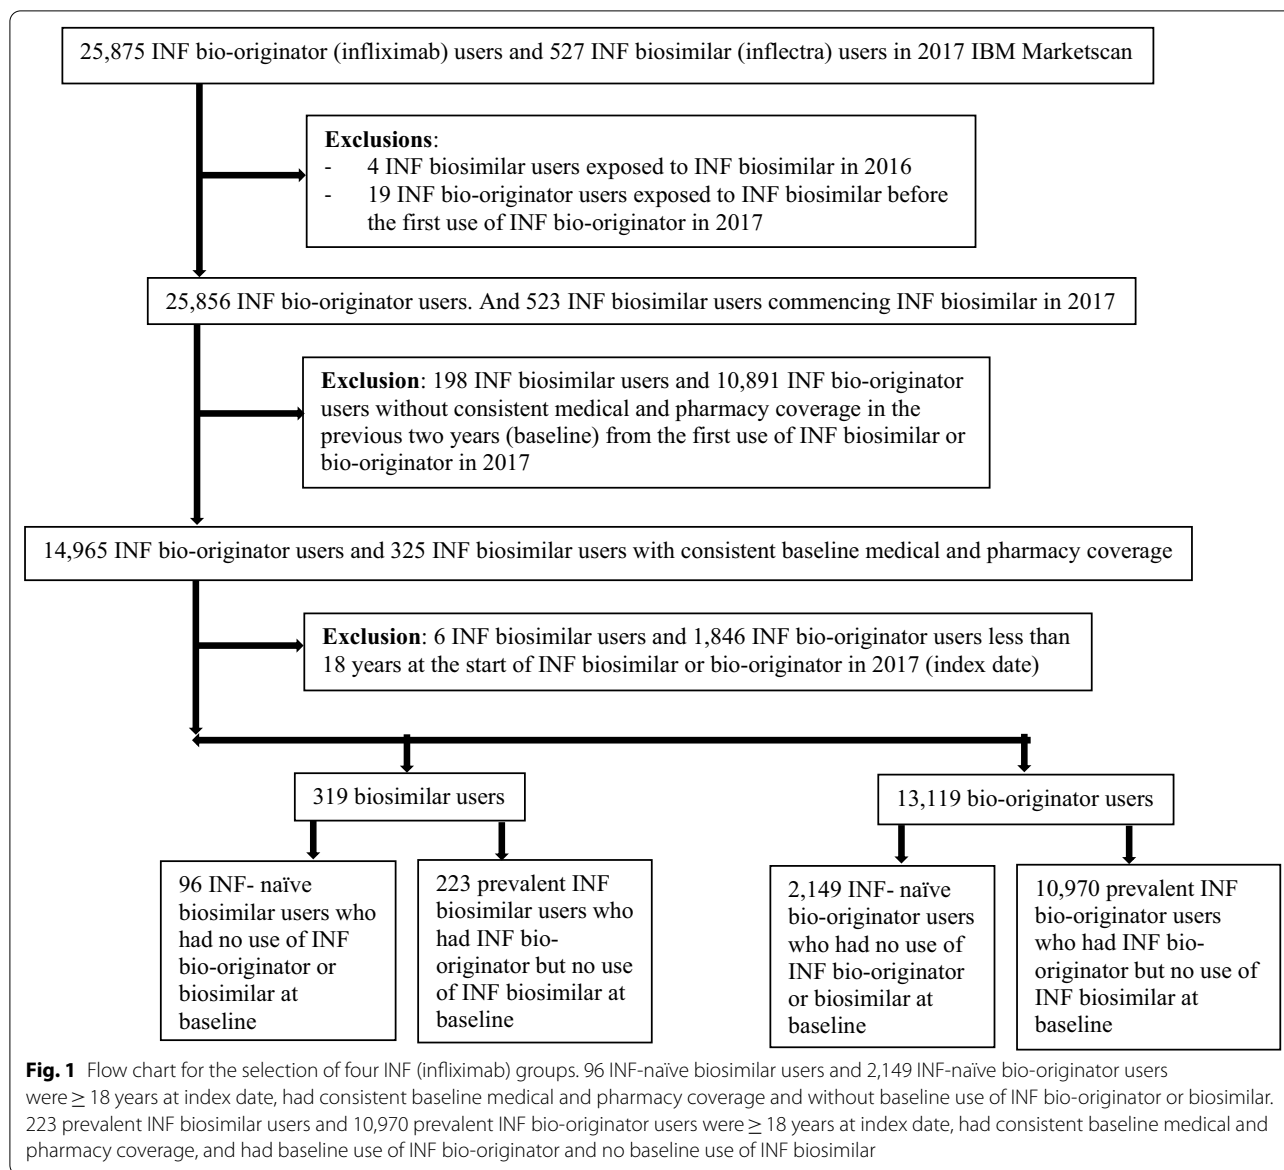 25,875 INF bio-originator (infliximab) users and 527 INF biosimilar (inflectra) users in 2017 IBM Marketscan
Exclusions:
- 4 INF biosimilar users exposed to INF biosimilar in 2016
- 19 INF bio-originator users exposed to INF biosimilar before
the first use of INF bio-originator in 2017
25,856 INF bio-originator users. And 523 INF biosimilar users commencing INF biosimilar in 2017
Exclusion: 198 INF biosimilar users and 10,891 INF bio-originator
users without consistent medical and pharmacy coverage in the
previous two years (baseline) from the first use of INF biosimilar or
bio-originator in 2017
14,965 INF bio-originator users and 325 INF biosimilar users with consistent baseline medical and pharmacy coverage
Exclusion: 6 INF biosimilar users and 1,846 INF bio-originator users less than
18 years at the start of INF biosimilar or bio-originator in 2017 (index date)
319 biosimilar users
13,119 bio-originator users
96 INF- naïve
biosimilar users who
had no use of INF
bio-originator or
biosimilar at
baseline
223 prevalent INF
biosimilar users who
had INF bio-
originator but no use
of INF biosimilar at
baseline
2,149 INF- naïve
bio-originator users
who had no use of
INF bio-originator
or biosimilar at
baseline
10,970 prevalent INF
bio-originator users
who had INF bio-
originator but no use of
INF biosimilar at
baseline
Fig. 1 Flow chart for the selection of four INF (infliximab) groups. 96 INF-naïve biosimilar users and 2,149 INF-naïve bio-originator users
were ≥ 18 years at index date, had consistent baseline medical and pharmacy coverage and without baseline use of INF bio-originator or biosimilar.
223 prevalent INF biosimilar users and 10,970 prevalent INF bio-originator users were ≥ 18 years at index date, had consistent baseline medical and
pharmacy coverage, and had baseline use of INF bio-originator and no baseline use of INF biosimilar